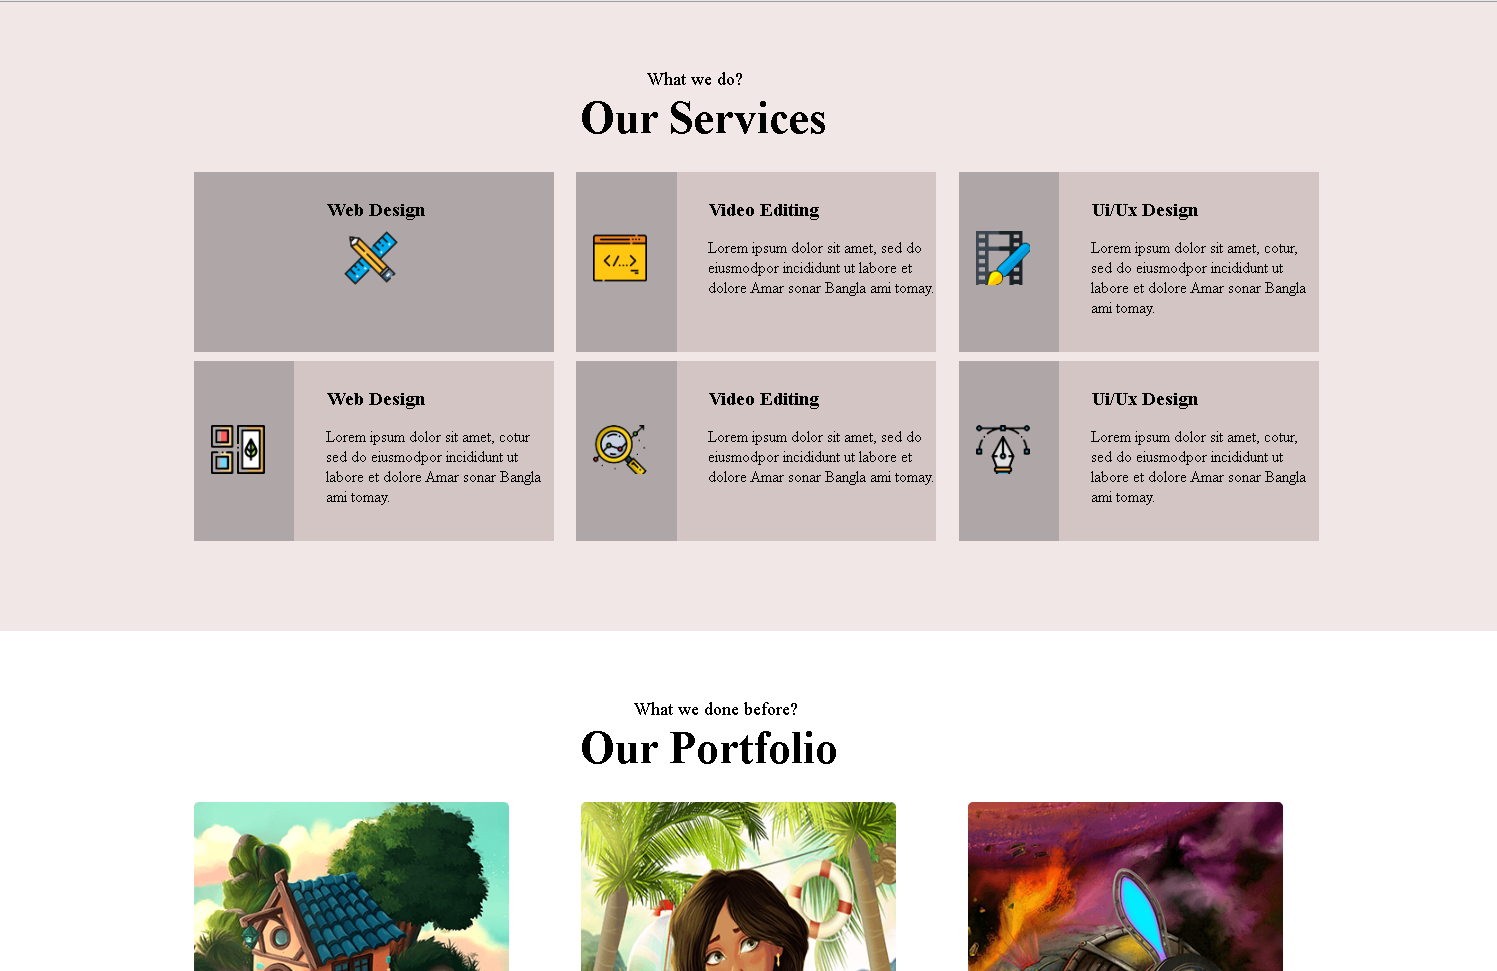 What we do?
Our Services
Web Design
Video Editing
Lorem ipsum dolor sit amet, sed do
eiusmodpor incididunt ut labore et
dolore Amar sonar Bangla ami tomay.
</...>
Ui/Ux Design
Lorem ipsum dolor sit amet, cotur,
sed do eiusmodpor incididunt ut
labore et dolore Amar sonar Bangla
ami tomay.
Web Design
Lorem ipsum dolor sit amet, cotur
sed do eiusmodpor incididunt ut
labore et dolore Amar sonar Bangla
ami tomay.
Video Editing
Lorem ipsum dolor sit amet, sed do
eiusmodpor incididunt ut labore et
dolore Amar sonar Bangla ami tomay.
Ui/Ux Design
Lorem ipsum dolor sit amet, cotur,
sed do eiusmodpor incididunt ut
labore et dolore Amar sonar Bangla
ami tomay.
What we done before?
Our Portfolio